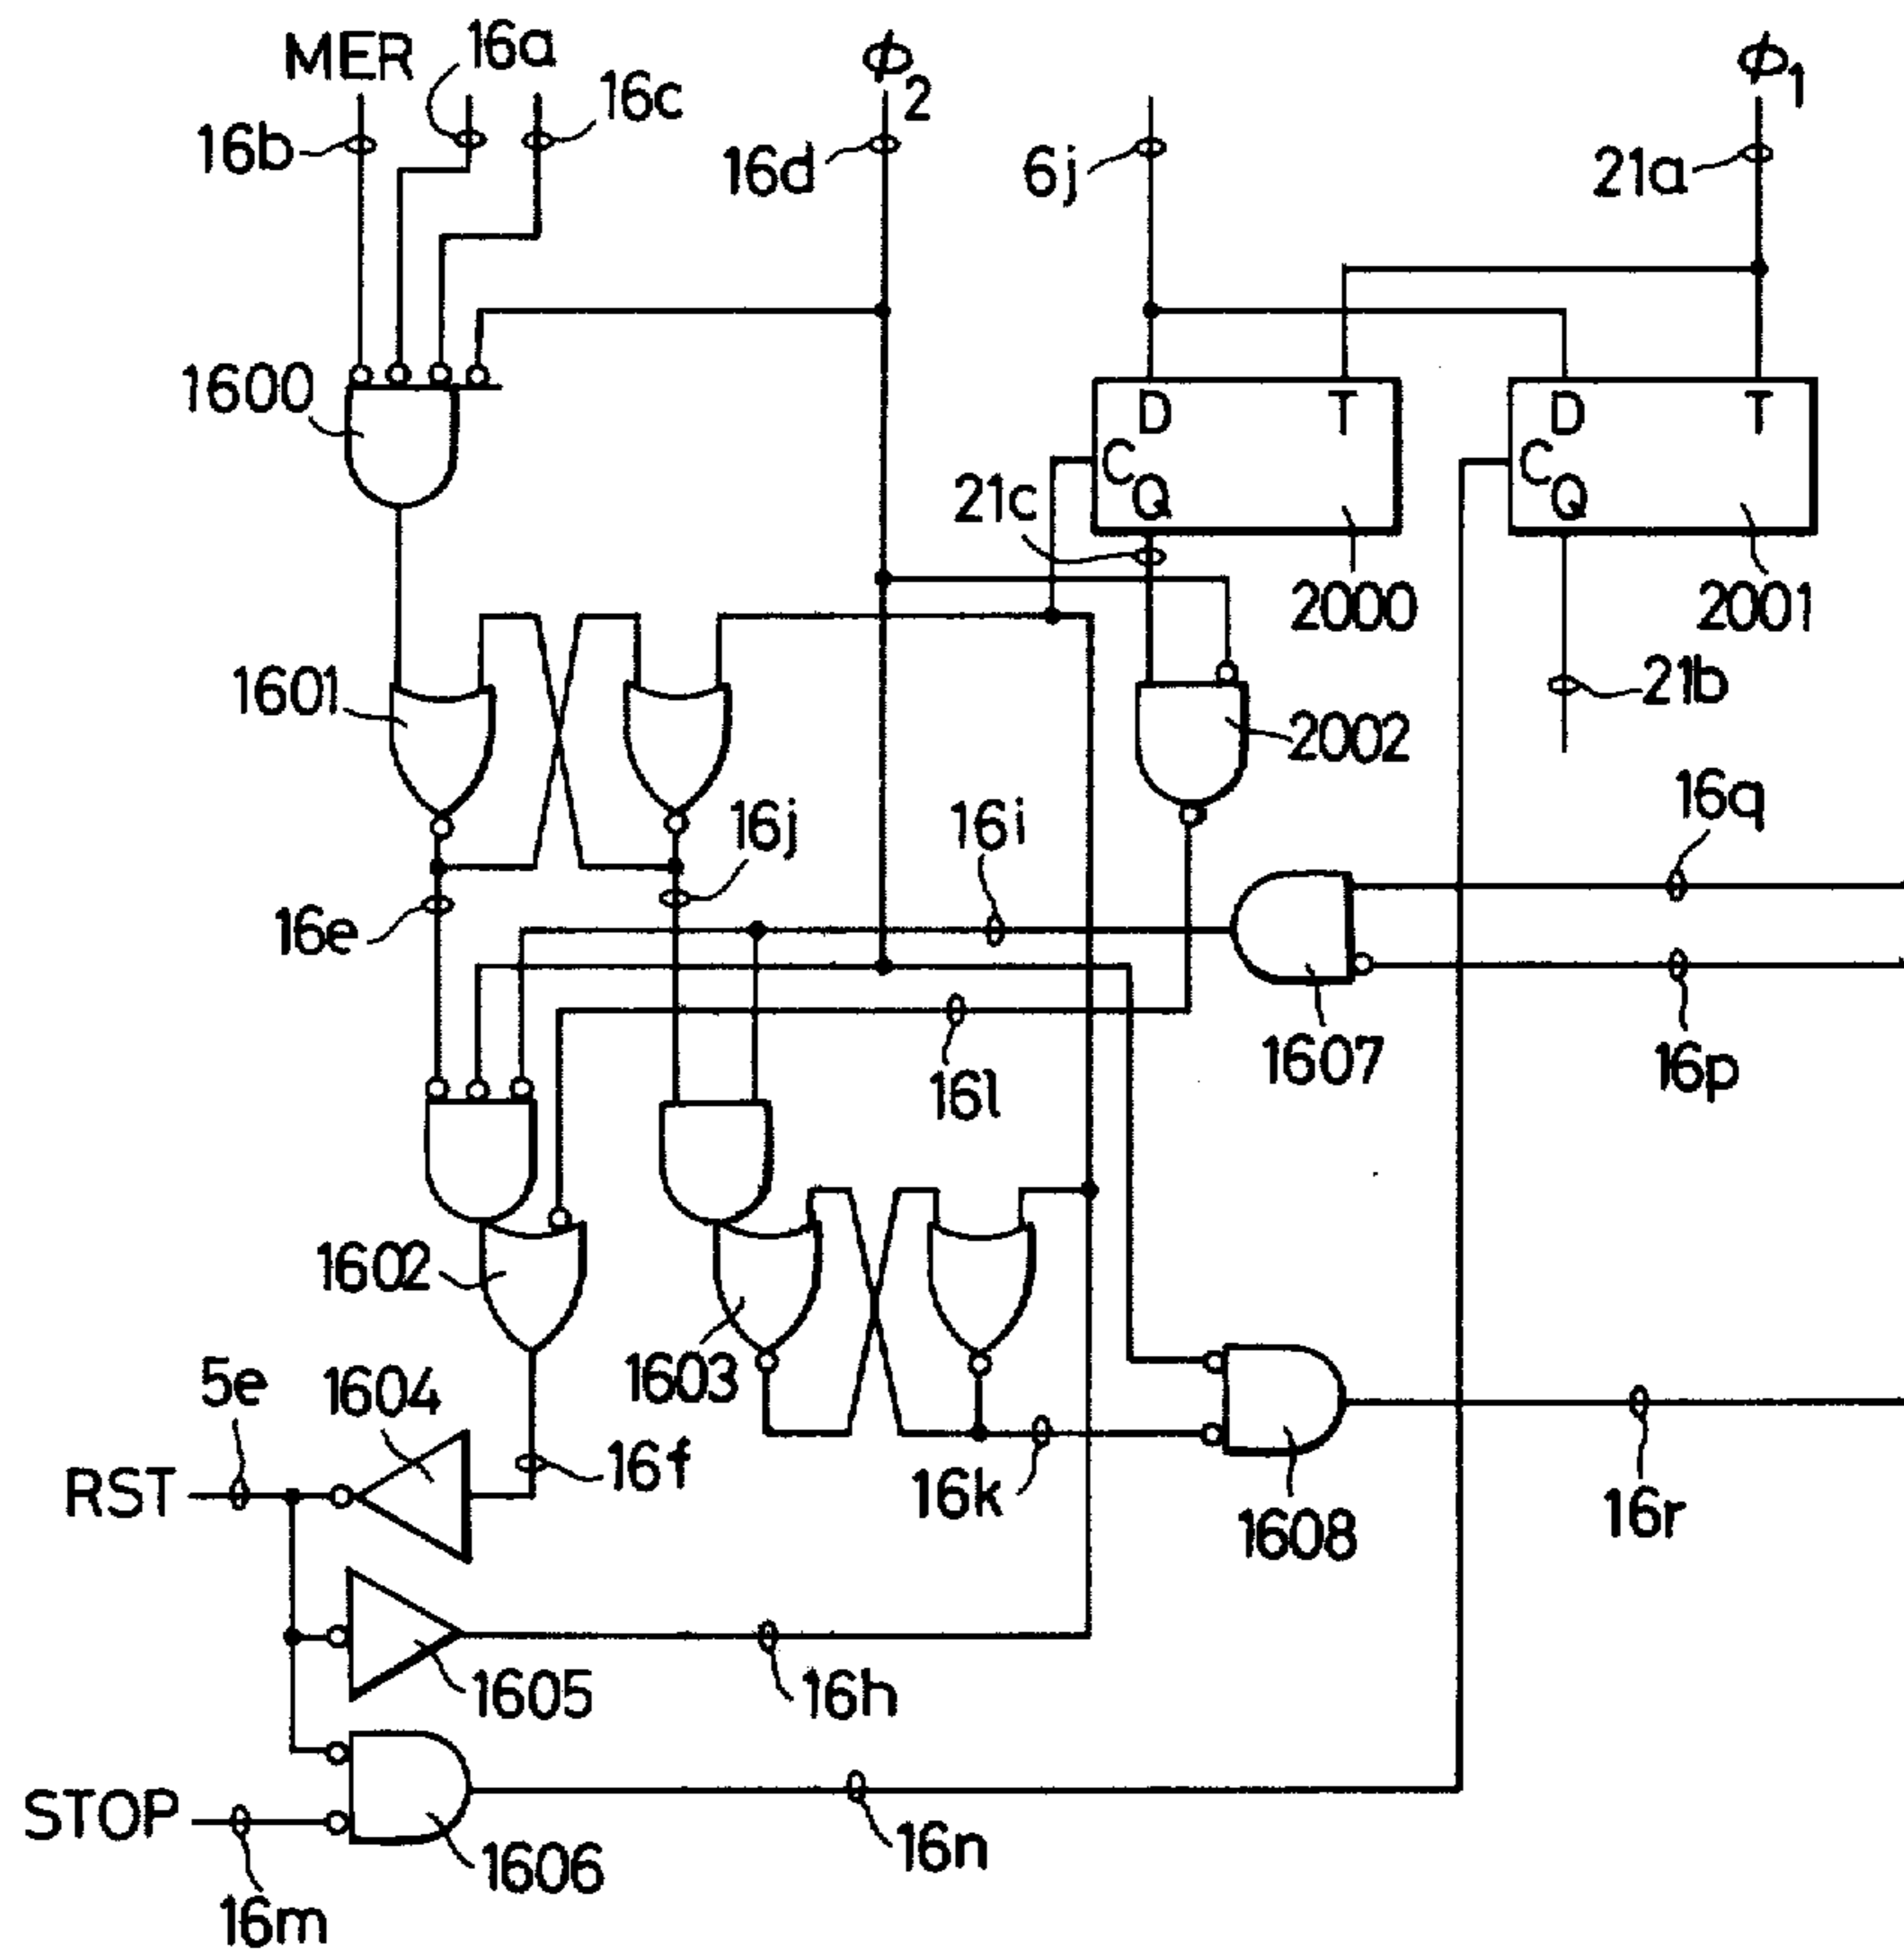 MER
16a
16c
16b
ϕ2
16d
6j
ϕ1
21a
1600
D
T
C
Q
D
T
C
Q
21c
2000
2001
1601
21b
2002
16j
16i
16q
16e
1607
16p
16l
1602
1603
5e
1604
RST
16f
16k
1608
16r
1605
16h
STOP
1606
16n
16m